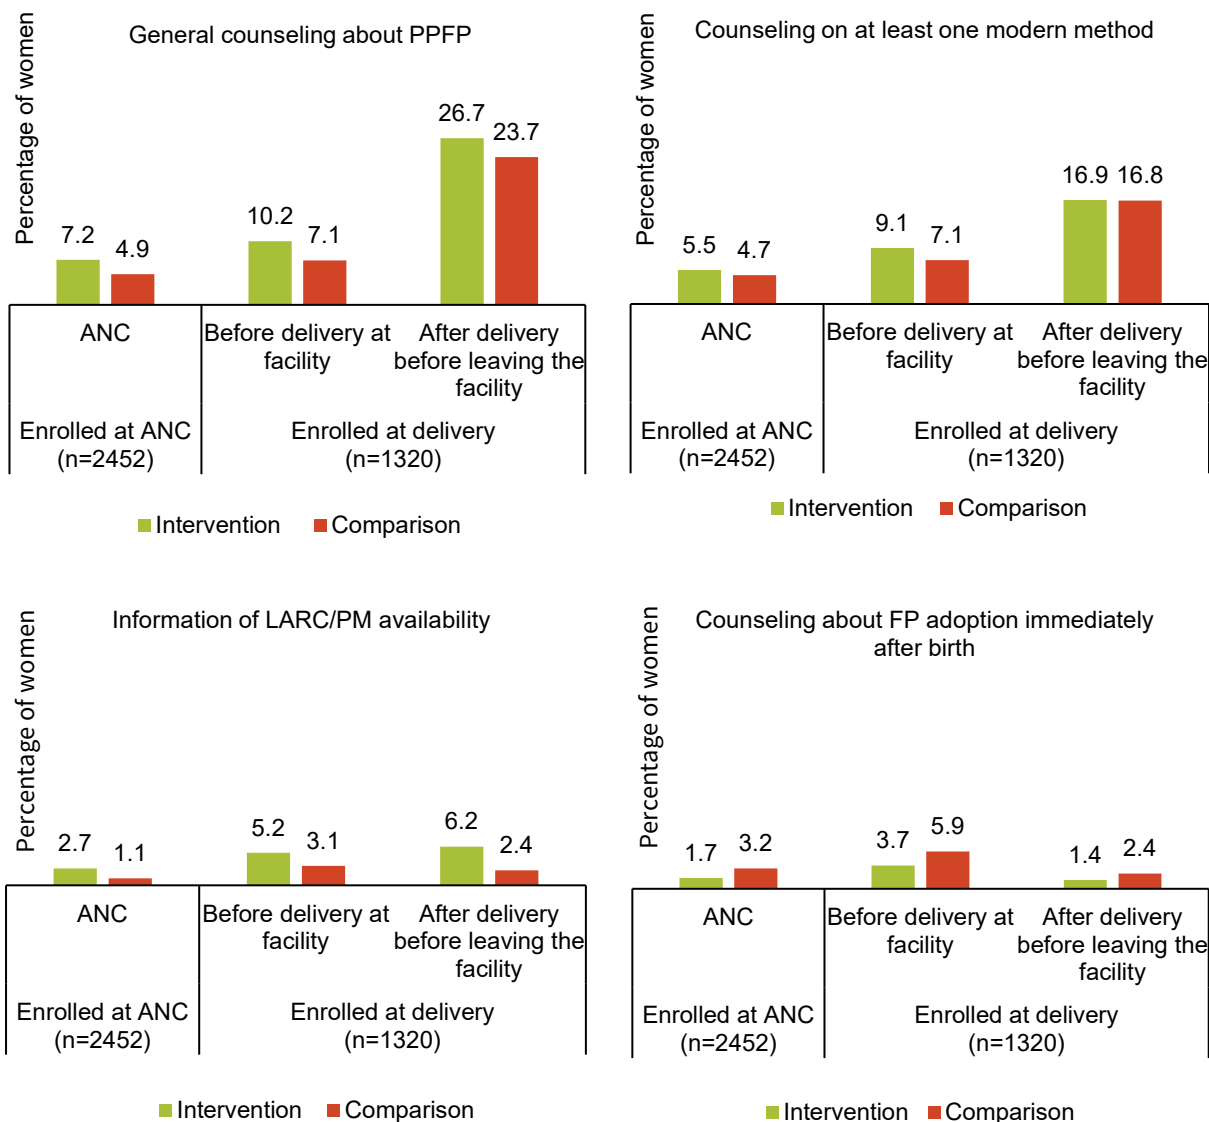 General counseling about PPFP
Percentage of women
7.2
4.9
10.2
7.1
26.7
23.7
ANC
Before delivery at
facility
After delivery
before leaving the
facility
Enrolled at ANC
(n=2452)
Enrolled at delivery
(n=1320)
Intervention
Comparison
Counseling on at least one modern method
Percentage of women
5.5
4.7
9.1
7.1
16.9
16.8
ANC
Before delivery at
facility
After delivery
before leaving the
facility
Enrolled at ANC
(n=2452)
Enrolled at delivery
(n=1320)
Intervention
Comparison
Information of LARC/PM availability
Percentage of women
2.7
1.1
5.2
3.1
6.2
2.4
ANC
Before delivery at
facility
After delivery
before leaving the
facility
Enrolled at ANC
(n=2452)
Enrolled at delivery
(n=1320)
Intervention
Comparison
Counseling about FP adoption immediately
after birth
Percentage of women
1.7
3.2
3.7
5.9
1.4
2.4
ANC
Before delivery at
facility
After delivery
before leaving the
facility
Enrolled at ANC
(n=2452)
Enrolled at delivery
(n=1320)
Intervention
Comparison